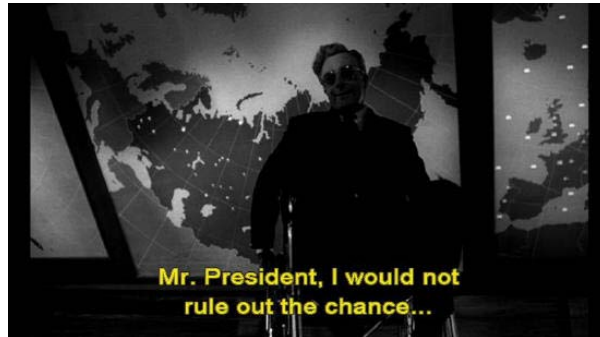 Mr. President, I would not
rule out the chance...